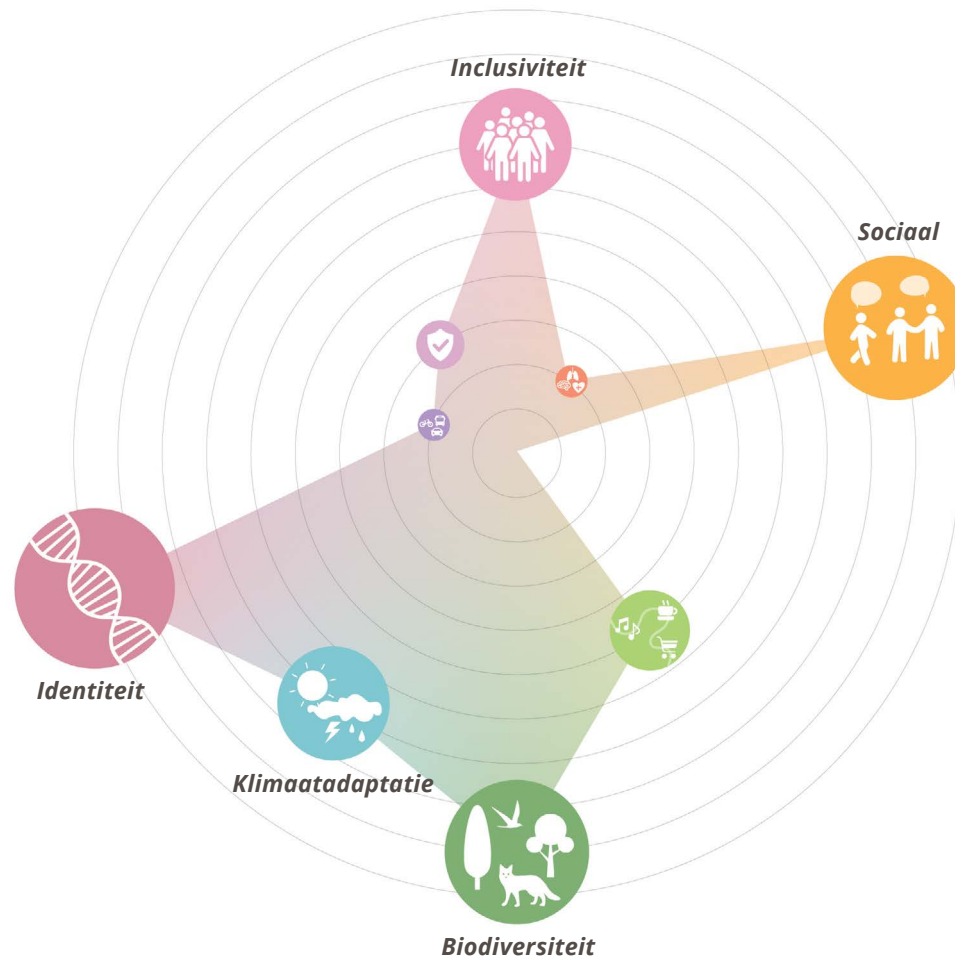 Inclusiviteit
Sociaal
Identiteit
Klimaatadaptatie
Biodiversiteit